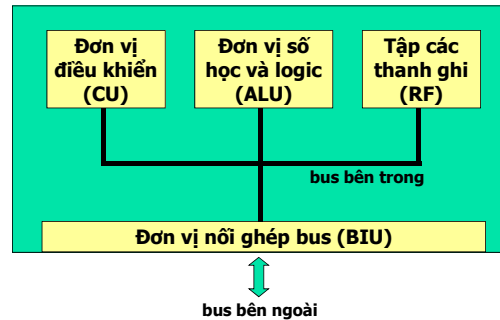 Đơn vị
điều khiển
(CU)
Đơn vị số
học và logic
(ALU)
Tập các
thanh ghi
(RF)
bus bên trong
Đơn vị nối ghép bus (BIU)
bus bên ngoài